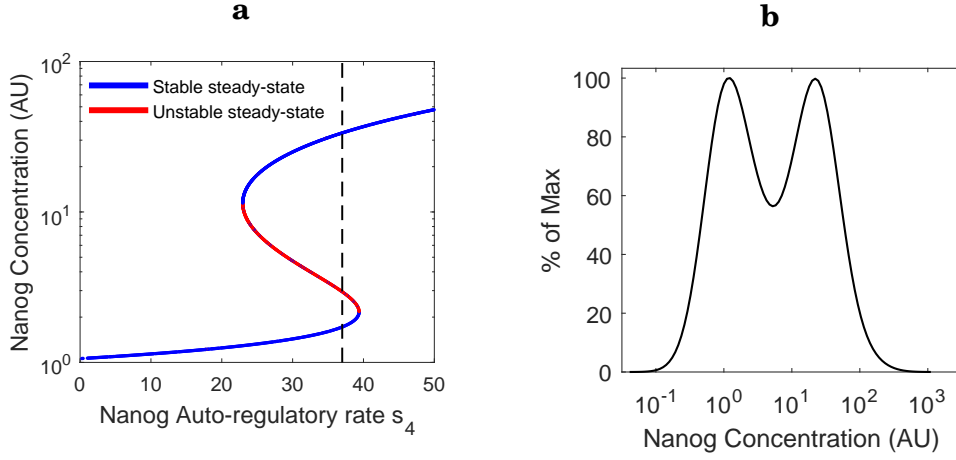 a
Nanog Concentration (AU)
10^2
10^1
10^0
Stable steady-state
Unstable steady-state
0 10 20 30 40 50
Nanog Auto-regulatory rate s_4
b
% of Max
100
80
60
40
20
0
10^-1 10^0 10^1 10^2 10^3
Nanog Concentration (AU)